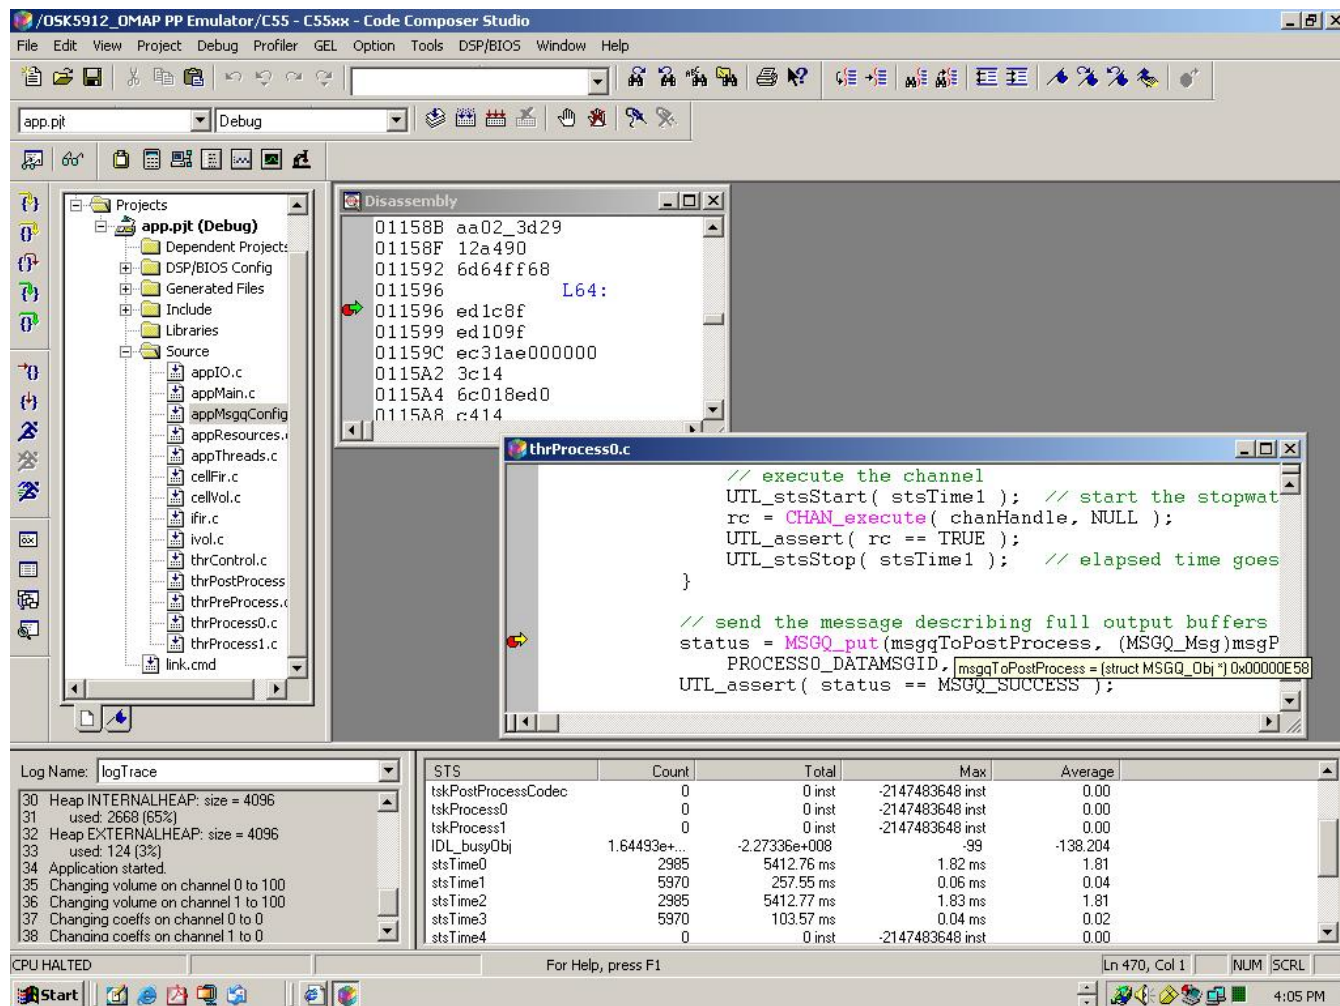 /OSK5912_OMAP PP Emulator/C55 - C55xx - Code Composer Studio
File Edit View Project Debug Profiler GEL Option Tools DSP/BIOS Window Help
app.pjt Debug
Projects
app.pjt (Debug)
Dependent Projects
DSP/BIOS Config
Generated Files
Include
Libraries
Source
appIO.c
appMain.c
appMsgqConfig
appResources.
appThreads.c
cellFir.c
cellVol.c
ifir.c
ivol.c
thrControl.c
thrPostProcess
thrPreProcess.c
thrProcess0.c
thrProcess1.c
link.cmd
Disassembly
01158B aa02_3d29
01158F 12a490
011592 6d64ff68
011596 L64:
011596 ed1c8f
011599 ed109f
01159C ec31ae000000
0115A2 3c14
0115A4 6c018ed0
0115A8 c414
thrProcess0.c
// execute the channel
UTL_stsStart( stsTime1 ); // start the stopwat
rc = CHAN_execute( chanHandle, NULL );
UTL_assert( rc == TRUE );
UTL_stsStop( stsTime1 ); // elapsed time goes
}
// send the message describing full output buffers
status = MSGQ_put(msgqToPostProcess, (MSGQ_Msg)msgP
PROCESS0_DATAMSGID, msgqToPostProcess = (struct MSGQ_Obj *) 0x00000E58
UTL_assert( status == MSGQ_SUCCESS );
Log Name: logTrace
30 Heap INTERNALHEAP: size = 4096
31 used: 2668 (65%)
32 Heap EXTERNALHEAP: size = 4096
33 used: 124 (3%)
34 Application started.
35 Changing volume on channel 0 to 100
36 Changing volume on channel 1 to 100
37 Changing coeffs on channel 0 to 0
38 Changing coeffs on channel 1 to 0
STS Count Total Max Average
tskPostProcessCodec 0 0 inst -2147483648 inst 0.00
tskProcess0 0 0 inst -2147483648 inst 0.00
tskProcess1 0 0 inst -2147483648 inst 0.00
IDL_busyObj 1.64493e+... -2.27336e+008 -99 -138.204
stsTime0 2985 5412.76 ms 1.82 ms 1.81
stsTime1 5970 257.55 ms 0.06 ms 0.04
stsTime2 2985 5412.77 ms 1.83 ms 1.81
stsTime3 5970 103.57 ms 0.04 ms 0.02
stsTime4 0 0 inst -2147483648 inst 0.00
CPU HALTED For Help, press F1 Ln 470, Col 1 NUM SCRL
Start 4:05 PM